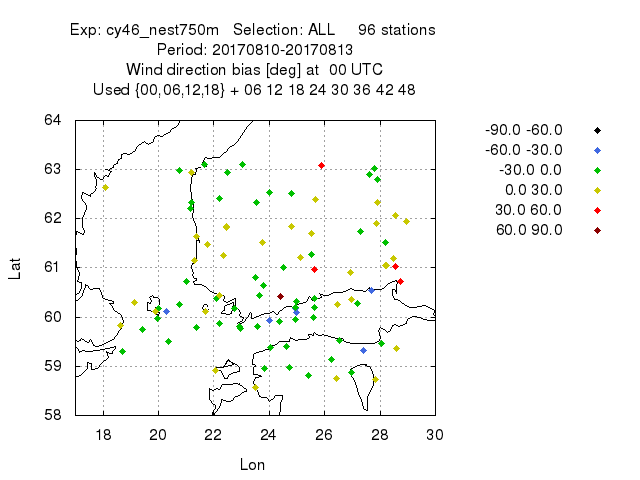 Exp: cy46_nest750m   Selection: ALL     96 stations
Period: 20170810-20170813
Wind direction bias [deg] at  00 UTC
Used {00,06,12,18} + 06 12 18 24 30 36 42 48
-90.0 -60.0
-60.0 -30.0
-30.0 0.0
0.0 30.0
30.0 60.0
60.0 90.0
Lat
64
63
62
61
60
59
58
18 20 22 24 26 28 30
Lon